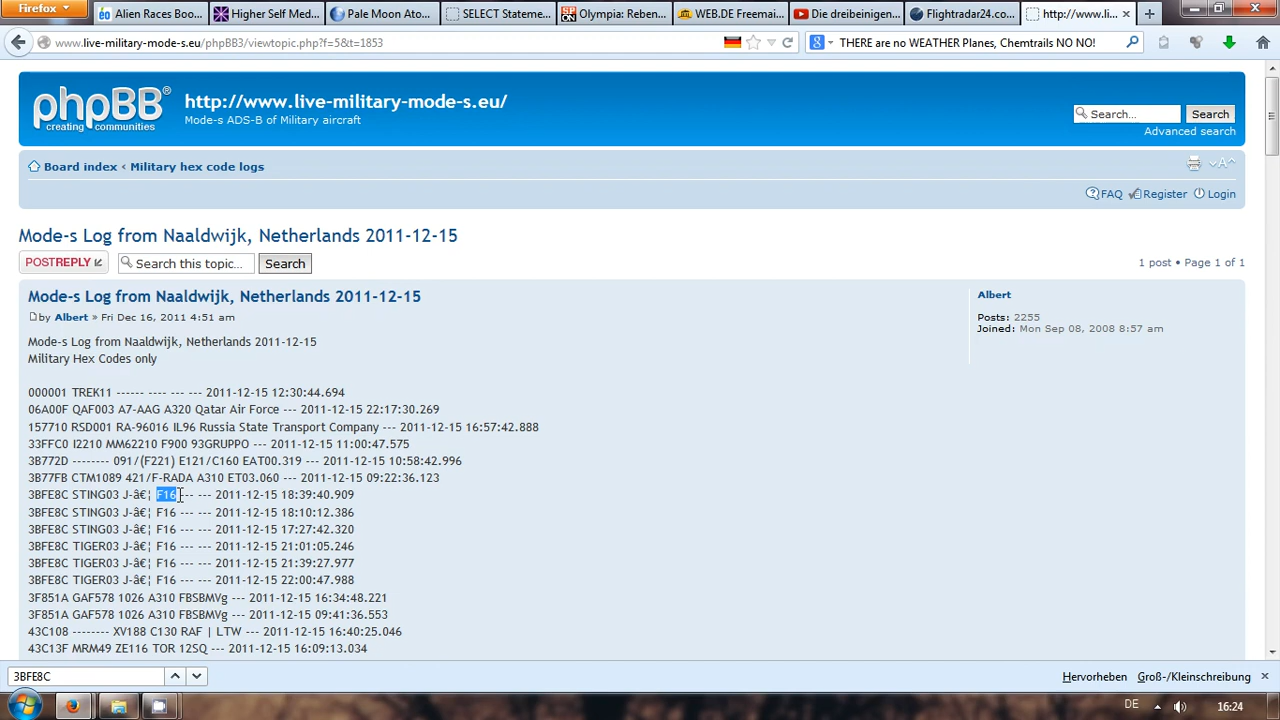 Firefox
Alien Races Boo...
Higher Self Med...
Pale Moon Ato...
SELECT Stateme...
Olympia: Reben...
WEB.DE Freemai...
Die dreibeinigen...
Flightradar24.co...
http://www.li...
www.live-military-mode-s.eu/phpBB3/viewtopic.php?f=5&t=1853
THERE are no WEATHER Planes, Chemtrails NO NO!
phpBB®
creating communities
http://www.live-military-mode-s.eu/
Mode-s ADS-B of Military aircraft
Search...
Search
Advanced search
Board index ‹ Military hex code logs
FAQ Register Login
Mode-s Log from Naaldwijk, Netherlands 2011-12-15
POSTREPLY
Search this topic...
Search
1 post • Page 1 of 1
Mode-s Log from Naaldwijk, Netherlands 2011-12-15
by Albert » Fri Dec 16, 2011 4:51 am
Albert
Posts: 2255
Joined: Mon Sep 08, 2008 8:57 am
Mode-s Log from Naaldwijk, Netherlands 2011-12-15
Military Hex Codes only
000001 TREK11 ------ ---- --- --- 2011-12-15 12:30:44.694
06A00F QAF003 A7-AAG A320 Qatar Air Force --- 2011-12-15 22:17:30.269
157710 RSD001 RA-96016 IL96 Russia State Transport Company --- 2011-12-15 16:57:42.888
33FFC0 I2210 MM62210 F900 93GRUPPO --- 2011-12-15 11:00:47.575
3B772D -------- 091/(F221) E121/C160 EAT00.319 --- 2011-12-15 10:58:42.996
3B77FB CTM1089 421/F-RADA A310 ET03.060 --- 2011-12-15 09:22:36.123
3BFE8C STING03 J-â€¦ F16 --- --- 2011-12-15 18:39:40.909
3BFE8C STING03 J-â€¦ F16 --- --- 2011-12-15 18:10:12.386
3BFE8C STING03 J-â€¦ F16 --- --- 2011-12-15 17:27:42.320
3BFE8C TIGER03 J-â€¦ F16 --- --- 2011-12-15 21:01:05.246
3BFE8C TIGER03 J-â€¦ F16 --- --- 2011-12-15 21:39:27.977
3BFE8C TIGER03 J-â€¦ F16 --- --- 2011-12-15 22:00:47.988
3F851A GAF578 1026 A310 FBSBMVg --- 2011-12-15 16:34:48.221
3F851A GAF578 1026 A310 FBSBMVg --- 2011-12-15 09:41:36.553
43C108 -------- XV188 C130 RAF | LTW --- 2011-12-15 16:40:25.046
43C13F MRM49 ZE116 TOR 12SQ --- 2011-12-15 16:09:13.034
3BFE8C
Hervorheben
Groß-/Kleinschreibung
DE
16:24